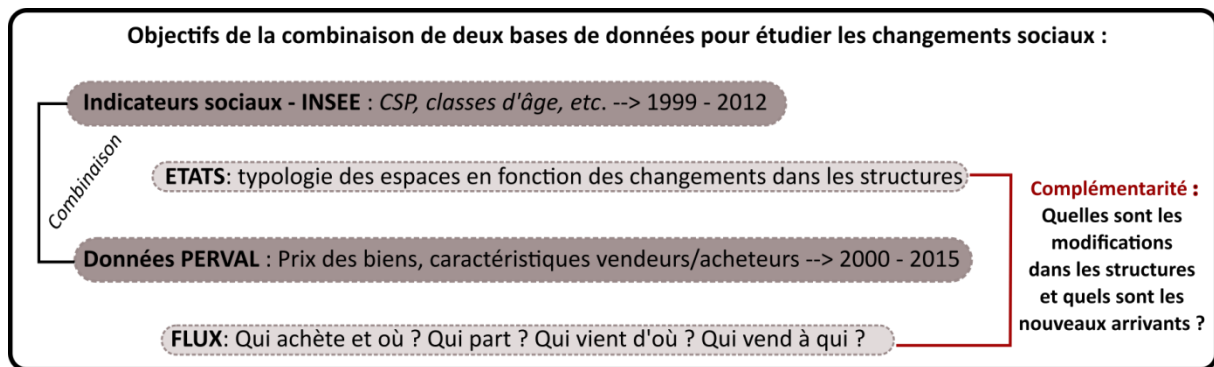 Objectifs de la combinaison de deux bases de données pour étudier les changements sociaux :
Indicateurs sociaux - INSEE : CSP, classes d'âge, etc. --> 1999 - 2012
Combinaison
ETATS: typologie des espaces en fonction des changements dans les structures
Données PERVAL : Prix des biens, caractéristiques vendeurs/acheteurs --> 2000 - 2015
FLUX: Qui achète et où ? Qui part ? Qui vient d'où ? Qui vend à qui ?
Complémentarité :
Quelles sont les
modifications
dans les structures
et quels sont les
nouveaux arrivants ?